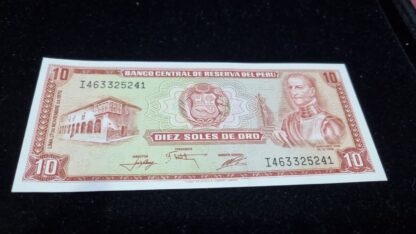 10 BANCO CENTRAL DE RESERVA DEL PERU 10
I463325241
DIEZ SOLES DE ORO
I463325241
10 10